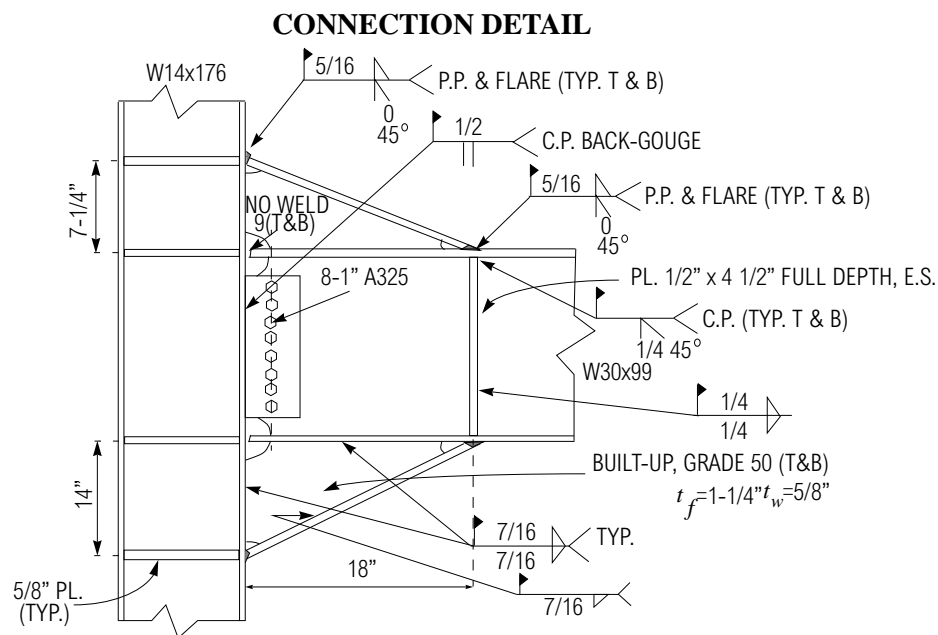 CONNECTION DETAIL
W14x176
5/16
P.P. & FLARE (TYP. T & B)
0
45°
1/2
C.P. BACK-GOUGE
5/16
P.P. & FLARE (TYP. T & B)
0
45°
7-1/4”
NO WELD
9(T&B)
8-1” A325
PL. 1/2” x 4 1/2” FULL DEPTH, E.S.
C.P. (TYP. T & B)
1/4 45°
W30x99
1/4
1/4
14”
BUILT-UP, GRADE 50 (T&B)
t_f=1-1/4” t_w=5/8”
7/16
7/16
TYP.
18”
5/8” PL.
(TYP.)
7/16